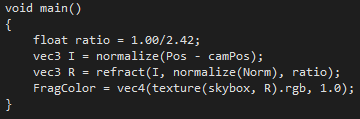 void main()
{
    float ratio = 1.00/2.42;
    vec3 I = normalize(Pos - camPos);
    vec3 R = refract(I, normalize(Norm), ratio);
    FragColor = vec4(texture(skybox, R).rgb, 1.0);
}